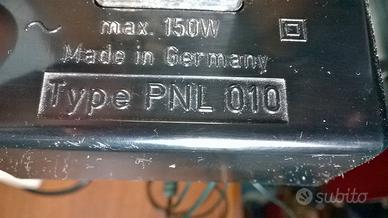 ~ max. 150W
Made in Germany
Type PNL 010
subito